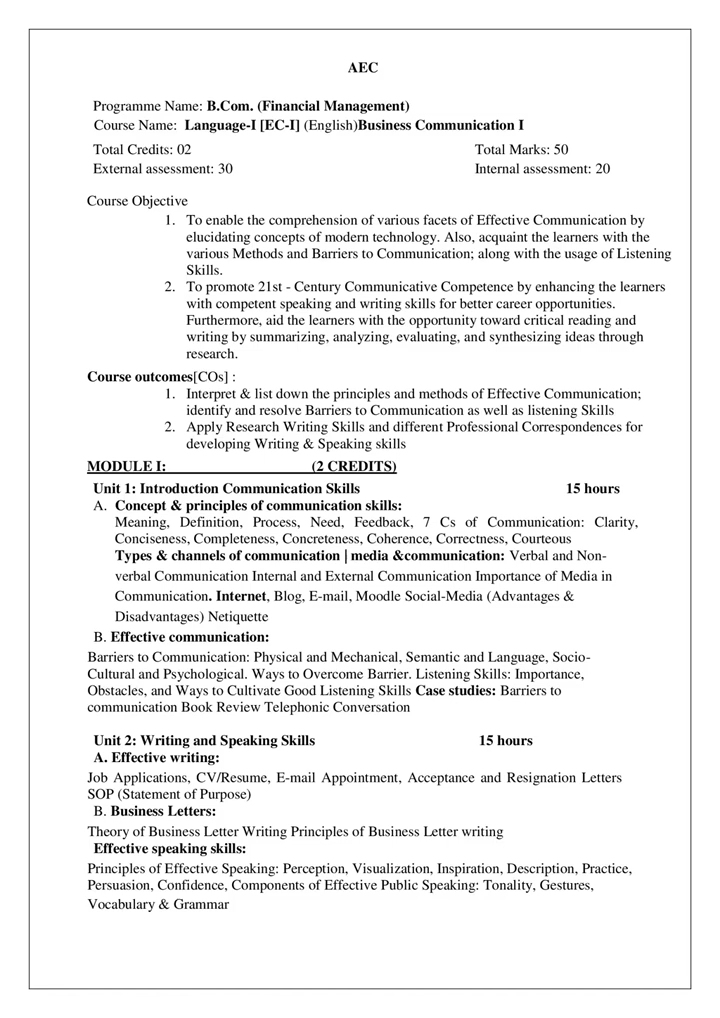 AEC
Programme Name: B.Com. (Financial Management)
Course Name: Language-I [EC-I] (English)Business Communication I
Total Credits: 02 Total Marks: 50
External assessment: 30 Internal assessment: 20
Course Objective
1. To enable the comprehension of various facets of Effective Communication by
elucidating concepts of modern technology. Also, acquaint the learners with the
various Methods and Barriers to Communication; along with the usage of Listening
Skills.
2. To promote 21st - Century Communicative Competence by enhancing the learners
with competent speaking and writing skills for better career opportunities.
Furthermore, aid the learners with the opportunity toward critical reading and
writing by summarizing, analyzing, evaluating, and synthesizing ideas through
research.
Course outcomes[COs] :
1. Interpret & list down the principles and methods of Effective Communication;
identify and resolve Barriers to Communication as well as listening Skills
2. Apply Research Writing Skills and different Professional Correspondences for
developing Writing & Speaking skills
MODULE I: (2 CREDITS)
Unit 1: Introduction Communication Skills 15 hours
A. Concept & principles of communication skills:
Meaning, Definition, Process, Need, Feedback, 7 Cs of Communication: Clarity,
Conciseness, Completeness, Concreteness, Coherence, Correctness, Courteous
Types & channels of communication | media &communication: Verbal and Non-
verbal Communication Internal and External Communication Importance of Media in
Communication. Internet, Blog, E-mail, Moodle Social-Media (Advantages &
Disadvantages) Netiquette
B. Effective communication:
Barriers to Communication: Physical and Mechanical, Semantic and Language, Socio-
Cultural and Psychological. Ways to Overcome Barrier. Listening Skills: Importance,
Obstacles, and Ways to Cultivate Good Listening Skills Case studies: Barriers to
communication Book Review Telephonic Conversation
Unit 2: Writing and Speaking Skills 15 hours
A. Effective writing:
Job Applications, CV/Resume, E-mail Appointment, Acceptance and Resignation Letters
SOP (Statement of Purpose)
B. Business Letters:
Theory of Business Letter Writing Principles of Business Letter writing
Effective speaking skills:
Principles of Effective Speaking: Perception, Visualization, Inspiration, Description, Practice,
Persuasion, Confidence, Components of Effective Public Speaking: Tonality, Gestures,
Vocabulary & Grammar